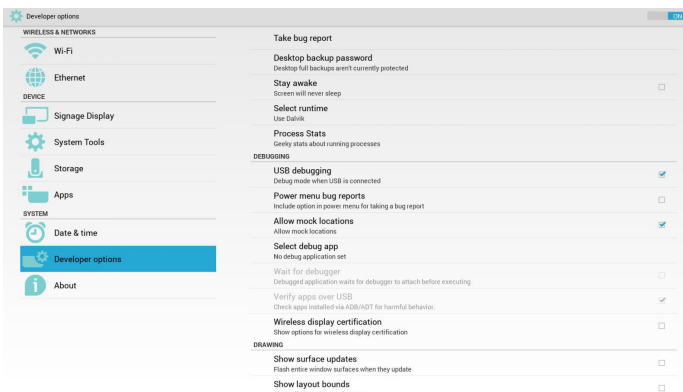 Developer options
ON
WIRELESS & NETWORKS
Wi-Fi
Ethernet
DEVICE
Signage Display
System Tools
Storage
Apps
SYSTEM
Date & time
Developer options
About
Take bug report
Desktop backup password
Desktop full backups aren't currently protected
Stay awake
Screen will never sleep
Select runtime
Use Dalvik
Process Stats
Geeky stats about running processes
DEBUGGING
USB debugging
Debug mode when USB is connected
Power menu bug reports
Include option in power menu for taking a bug report
Allow mock locations
Allow mock locations
Select debug app
No debug application set
Wait for debugger
Debugged application waits for debugger to attach before executing
Verify apps over USB
Check apps installed via ADB/ADT for harmful behavior.
Wireless display certification
Show options for wireless display certification
DRAWING
Show surface updates
Flash entire window surfaces when they update
Show layout bounds